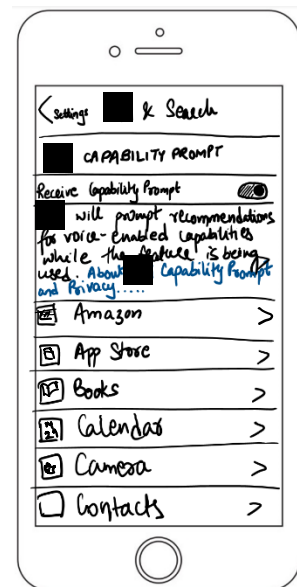 Settings & Search
CAPABILITY PROMPT
Receive Capability Prompt
will prompt recommendations
for voice-enabled capabilities
while the feature is being
used. About Capability Prompt
and Privacy.....
Amazon
App Store
Books
Calendar
Camera
Contacts